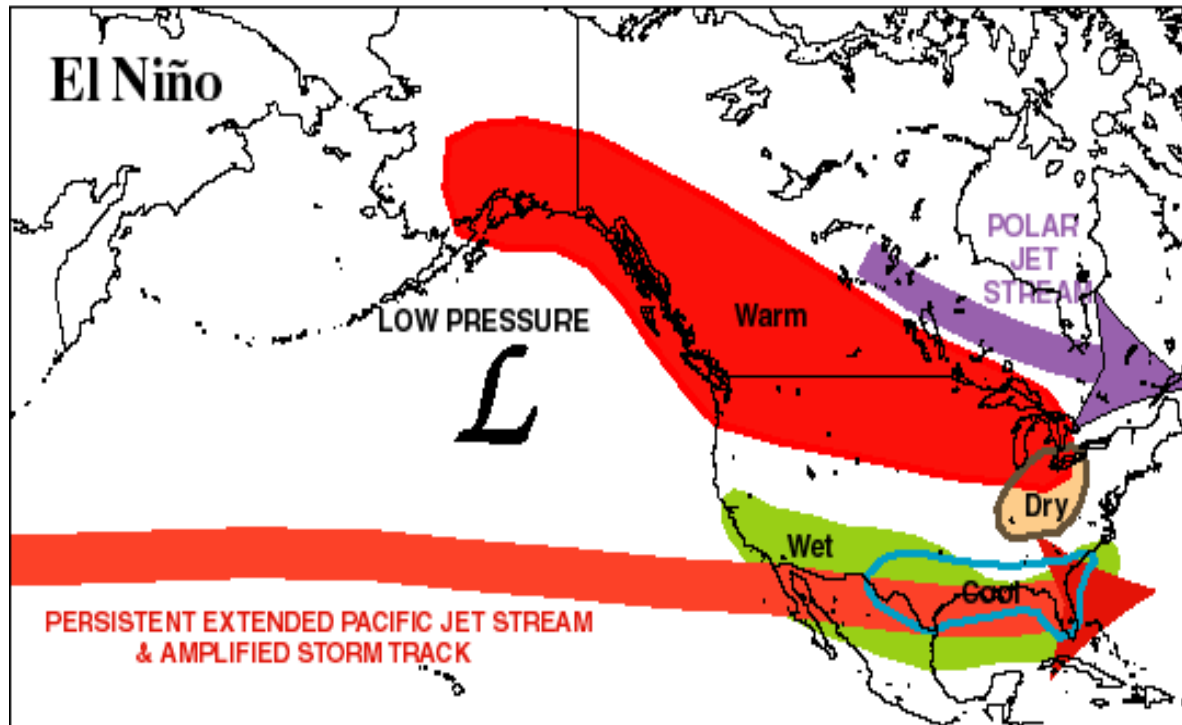 El Niño
POLAR
JET
STREAM
LOW PRESSURE
L
Warm
Dry
Wet
Cool
PERSISTENT EXTENDED PACIFIC JET STREAM
& AMPLIFIED STORM TRACK